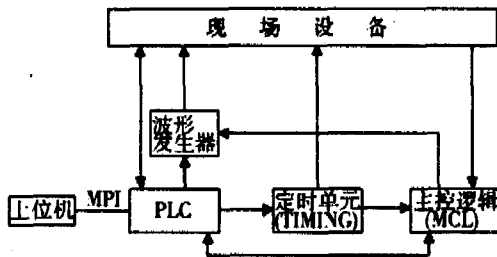 现场设备
波形
发生器
上位机
MPI
PLC
定时单元
(TIMING)
主控逻辑
(MCL)